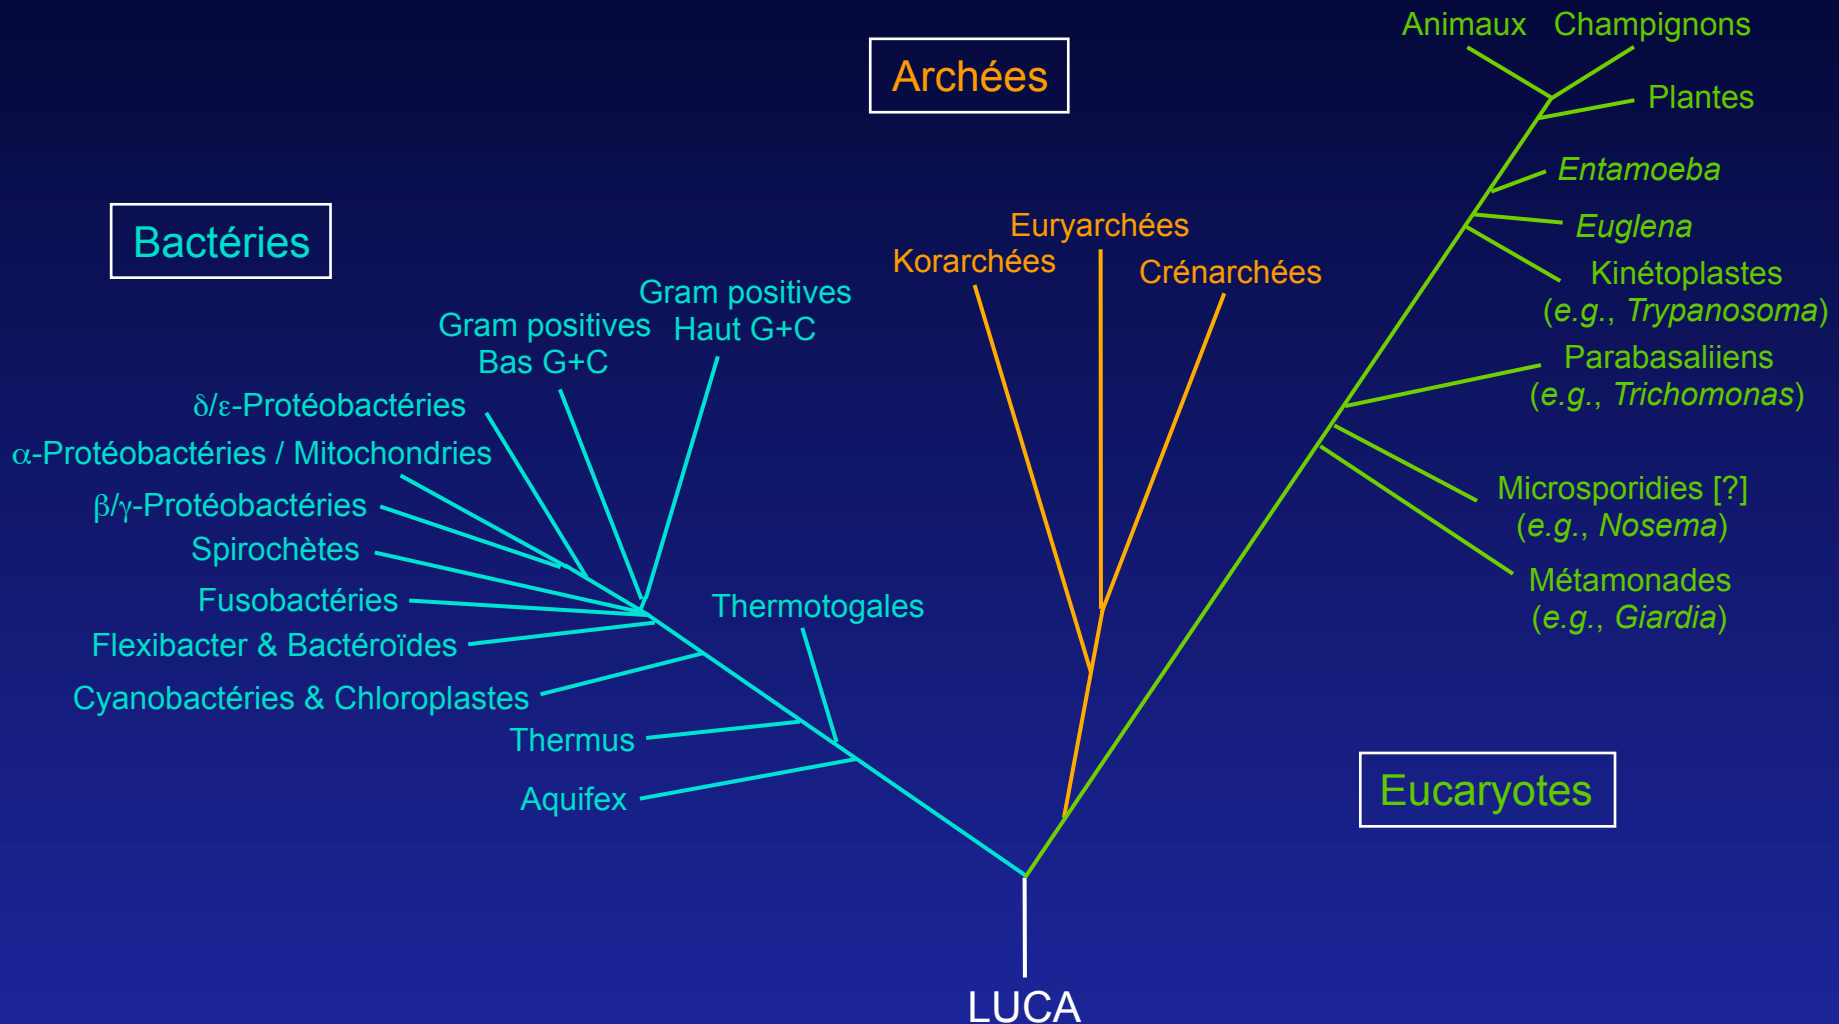 Animaux Champignons
Archées
Plantes
Entamoeba
Bactéries
Euryarchées
Euglena
Korarchées
Crénarchées
Kinétoplastes
(e.g., Trypanosoma)
Gram positives
Haut G+C
Gram positives
Bas G+C
Parabasaliiens
(e.g., Trichomonas)
δ/ε-Protéobactéries
α-Protéobactéries / Mitochondries
β/γ-Protéobactéries
Microsporidies [?]
(e.g., Nosema)
Spirochètes
Métamonades
(e.g., Giardia)
Fusobactéries
Thermotogales
Flexibacter & Bactéroïdes
Cyanobactéries & Chloroplastes
Thermus
Aquifex
Eucaryotes
LUCA